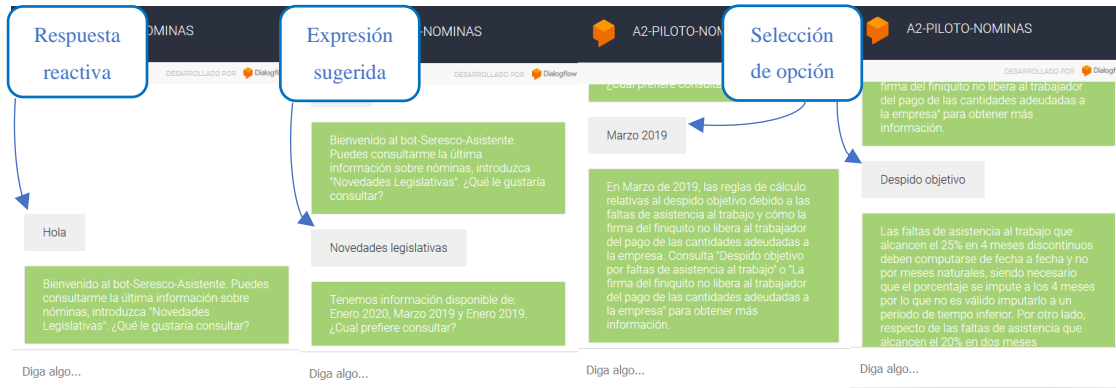 Respuesta
reactiva
OMINAS
DESARROLLADO POR Dialogfl
Hola
Bienvenido al bot-Seresco-Asistente. Puedes
consultarme la última información sobre
nóminas, introduzca "Novedades
Legislativas". ¿Qué le gustaría consultar?
Diga algo...
Expresión
sugerida
-NOMINAS
DESARROLLADO POR Dialogflow
Bienvenido al bot-Seresco-Asistente.
Puedes consultarme la última
información sobre nóminas, introduzca
"Novedades Legislativas". ¿Qué le gustaría
consultar?
Novedades legislativas
Tenemos información disponible de:
Enero 2020, Marzo 2019 y Enero 2019.
¿Cual prefiere consultar?
Diga algo...
Selección
de opción
A2-PILOTO-NOM
¿Cual prefiere consulta
Marzo 2019
En Marzo de 2019, las reglas de cálculo
relativas al despido objetivo debido a las
faltas de asistencia al trabajo y cómo la
firma del finiquito no libera al trabajador
del pago de las cantidades adeudadas a
la empresa. Consulta "Despido objetivo
por faltas de asistencia al trabajo" o "La
firma del finiquito no libera al trabajador
del pago de las cantidades adeudadas a
la empresa" para obtener más
información.
Diga algo...
A2-PILOTO-NOMINAS
DESARROLLADO POR Dialogf
firma del finiquito no libera al trabajador
del pago de las cantidades adeudadas a
la empresa" para obtener más
información.
Despido objetivo
Las faltas de asistencia al trabajo que
alcancen el 25% en 4 meses discontinuos
deben computarse de fecha a fecha y no
por meses naturales, siendo necesario
que el porcentaje se impute a los 4 meses
por lo que no es válido imputarlo a un
período de tiempo inferior. Por otro lado,
respecto de las faltas de asistencia que
alcancen el 20% en dos meses
Diga algo...